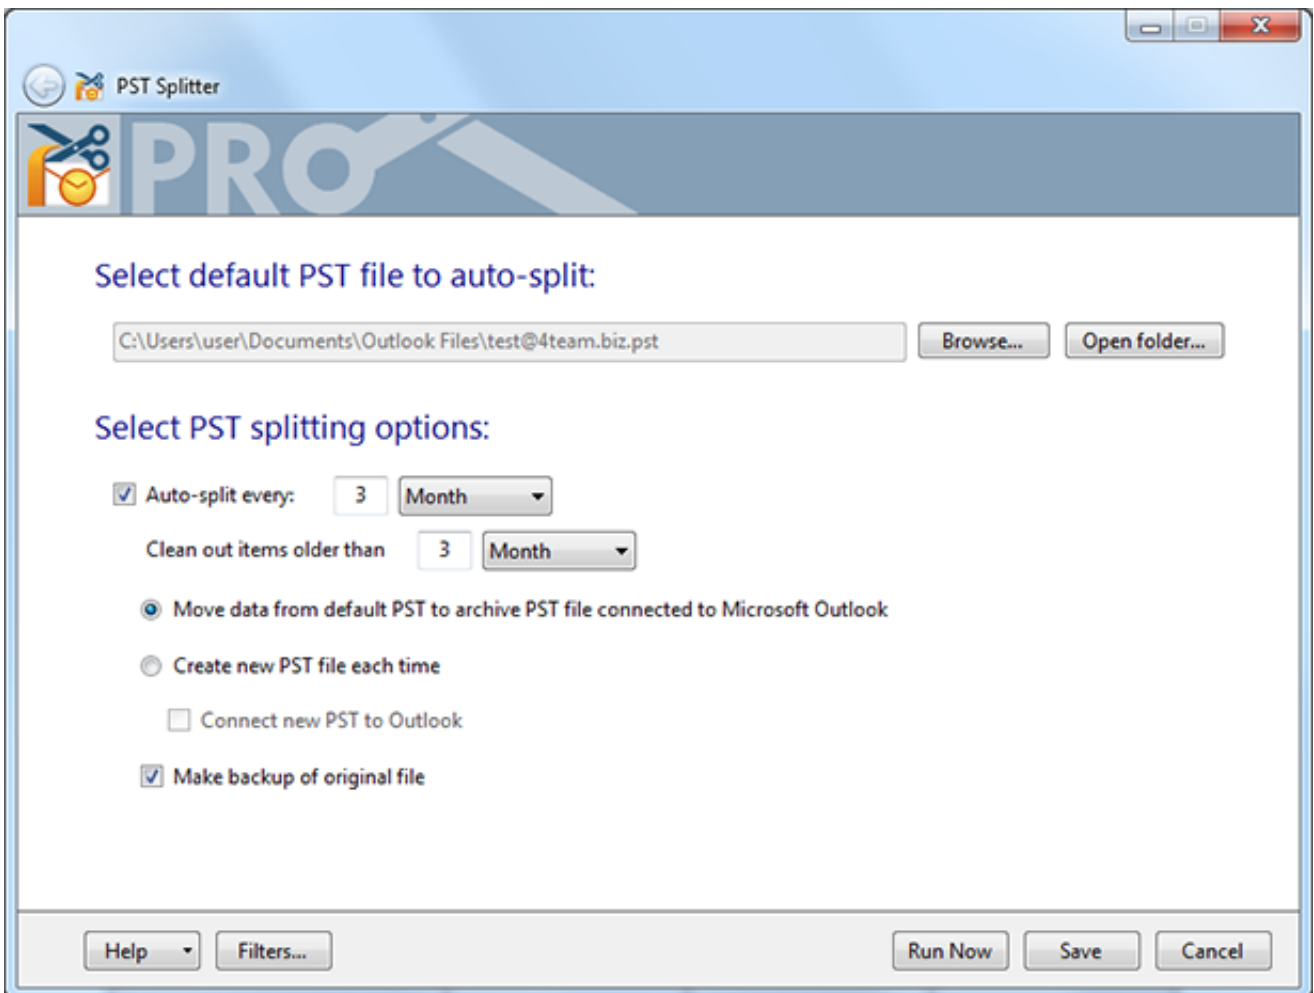 PST Splitter
PRO
Select default PST file to auto-split:
C:\Users\user\Documents\Outlook Files\test@4team.biz.pst Browse... Open folder...
Select PST splitting options:
Auto-split every: 3 Month
Clean out items older than 3 Month
Move data from default PST to archive PST file connected to Microsoft Outlook
Create new PST file each time
Connect new PST to Outlook
Make backup of original file
Help Filters... Run Now Save Cancel